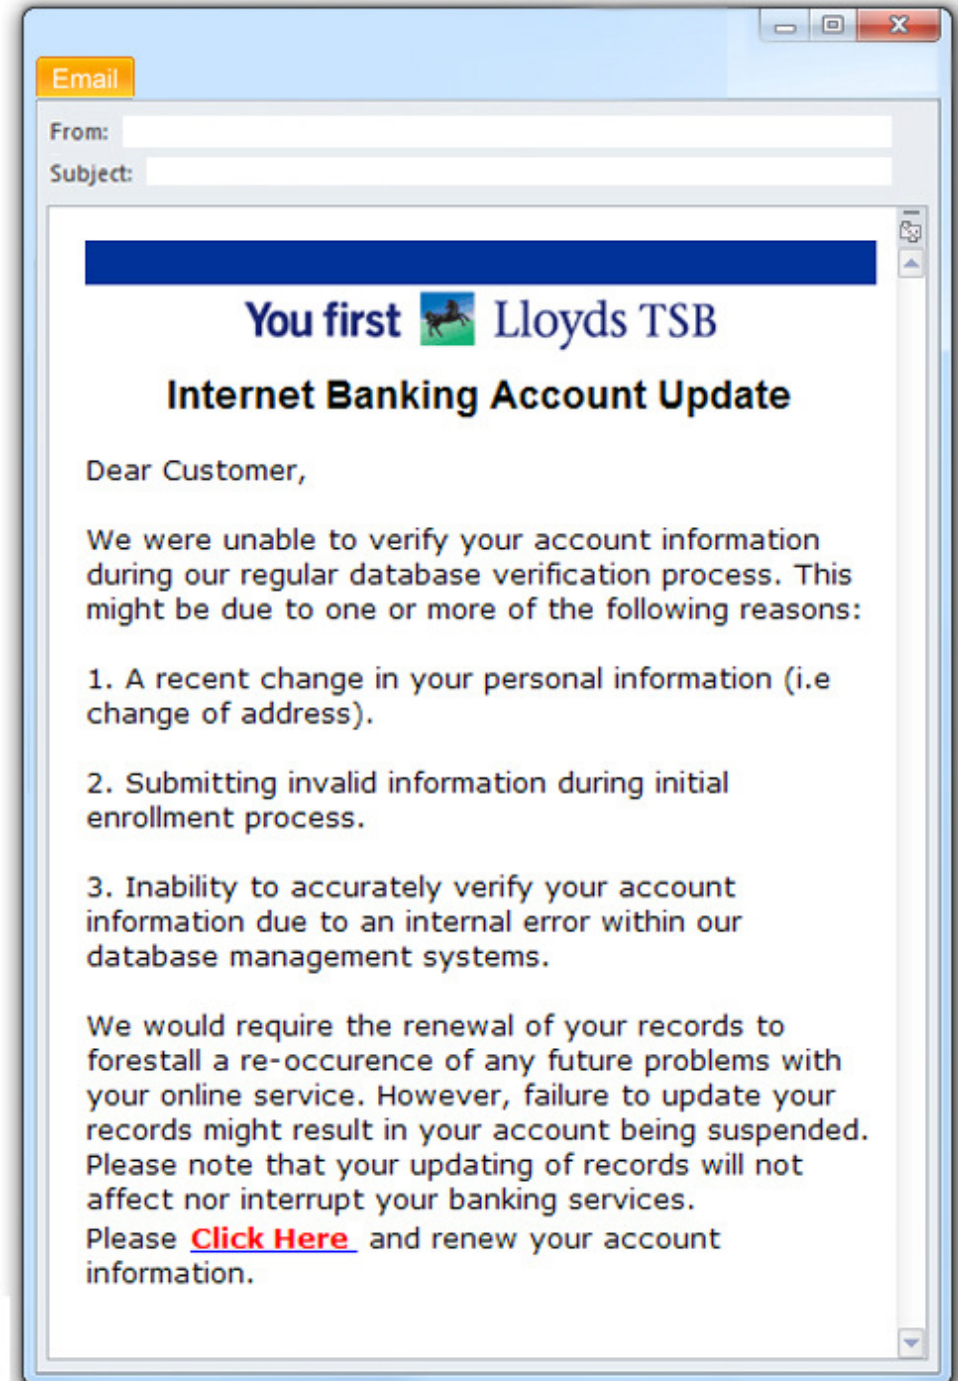 Email
From:
Subject:
You first Lloyds TSB
Internet Banking Account Update
Dear Customer,
We were unable to verify your account information
during our regular database verification process. This
might be due to one or more of the following reasons:
1. A recent change in your personal information (i.e
change of address).
2. Submitting invalid information during initial
enrollment process.
3. Inability to accurately verify your account
information due to an internal error within our
database management systems.
We would require the renewal of your records to
forestall a re-occurence of any future problems with
your online service. However, failure to update your
records might result in your account being suspended.
Please note that your updating of records will not
affect nor interrupt your banking services.
Please Click Here and renew your account
information.